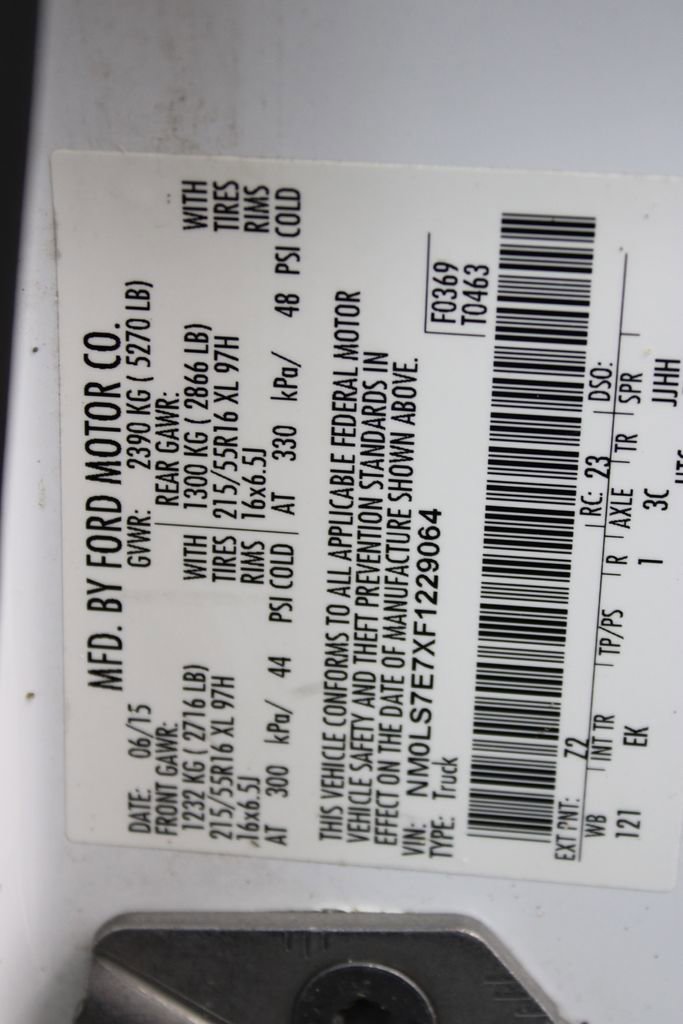 MFD. BY FORD MOTOR CO.
DATE: 06/15 GVWR: 2390 KG ( 5270 LB)
FRONT GAWR: REAR GAWR:
1232 KG ( 2716 LB) WITH 1300 KG ( 2866 LB) WITH
215/55R16 XL 97H TIRES 215/55R16 XL 97H TIRES
16x6.5J RIMS 16x6.5J RIMS
AT 300 kPa/ 44 PSI COLD AT 330 kPa/ 48 PSI COLD
THIS VEHICLE CONFORMS TO ALL APPLICABLE FEDERAL MOTOR
VEHICLE SAFETY AND THEFT PREVENTION STANDARDS IN
EFFECT ON THE DATE OF MANUFACTURE SHOWN ABOVE.
VIN: NM0LS7E7XF1229064 F0369
TYPE: Truck T0463
EXT PNT: Z2 RC: 23 DSO:
WB INT TR TP/PS R AXLE TR SPR
121 EK 1 3C JJHH